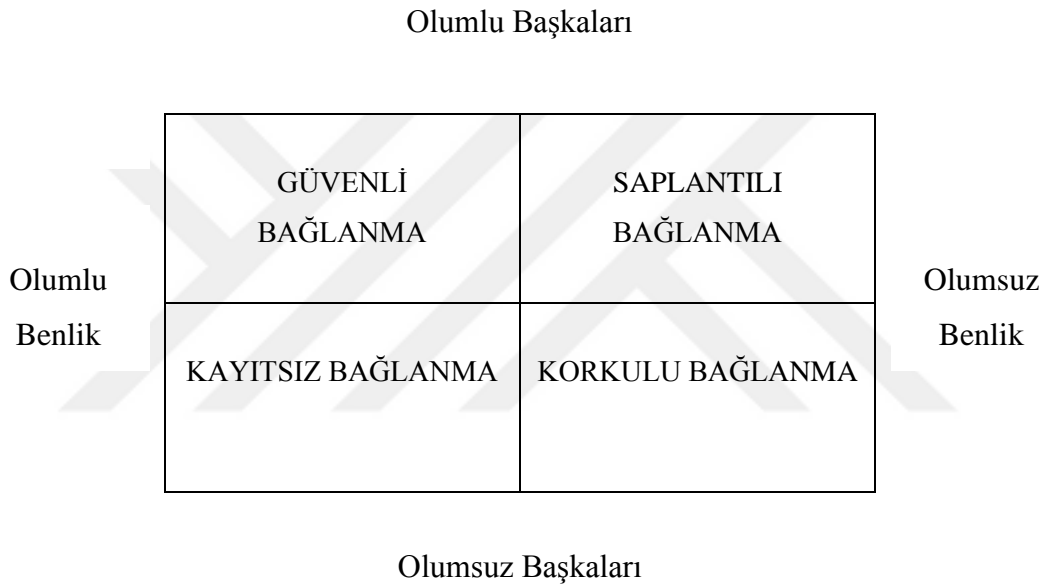 Olumlu Başkaları
GÜVENLİ
BAĞLANMA
SAPLANTILI
BAĞLANMA
Olumlu
Benlik
Olumsuz
Benlik
KAYITSIZ BAĞLANMA
KORKULU BAĞLANMA
Olumsuz Başkaları